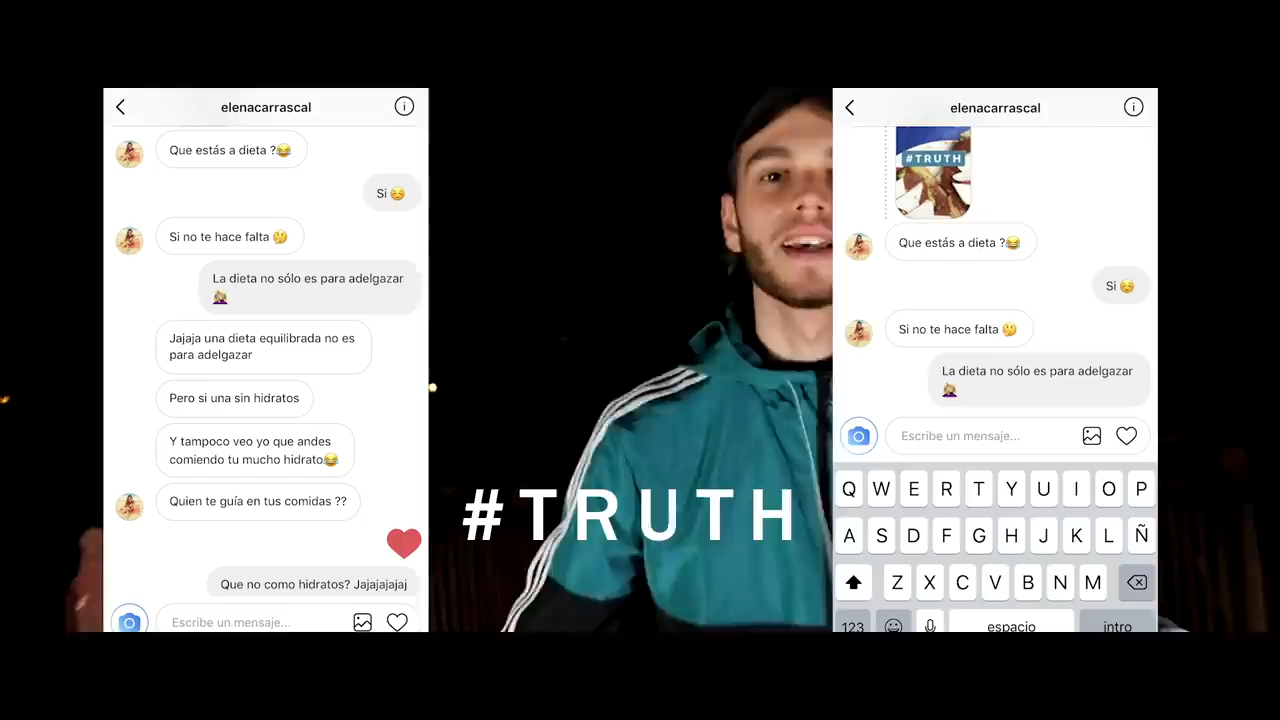 elenacarrascal
Que estás a dieta ?😂
Si ☺️
Si no te hace falta 🤔
La dieta no sólo es para adelgazar
🤦🏼‍♀️
Jajaja una dieta equilibrada no es
para adelgazar
Pero si una sin hidratos
Y tampoco veo yo que andes
comiendo tu mucho hidrato😂
Quien te guía en tus comidas ??
Que no como hidratos? Jajajajajaj
Escribe un mensaje...
#TRUTH
elenacarrascal
#TRUTH
Que estás a dieta ?😂
Si ☺️
Si no te hace falta 🤔
La dieta no sólo es para adelgazar
🤦🏼‍♀️
Escribe un mensaje...
Q W E R T Y U I O P
A S D F G H J K L Ñ
Z X C V B N M
123 espacio intro